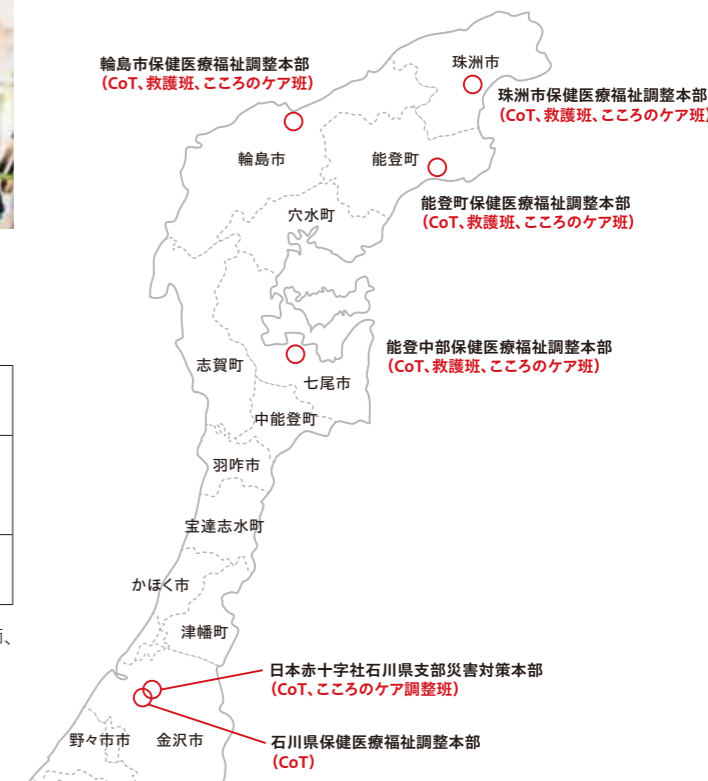 輪島市保健医療福祉調整本部
(CoT、救護班、こころのケア班)
珠洲市
珠洲市保健医療福祉調整本部
(CoT、救護班、こころのケア班)
輪島市
能登町
能登町保健医療福祉調整本部
(CoT、救護班、こころのケア班)
穴水町
能登中部保健医療福祉調整本部
(CoT、救護班、こころのケア班)
志賀町
七尾市
中能登町
羽咋市
宝達志水町
かほく市
津幡町
日本赤十字社石川県支部災害対策本部
(CoT、こころのケア調整班)
野々市市
金沢市
石川県保健医療福祉調整本部
(CoT)